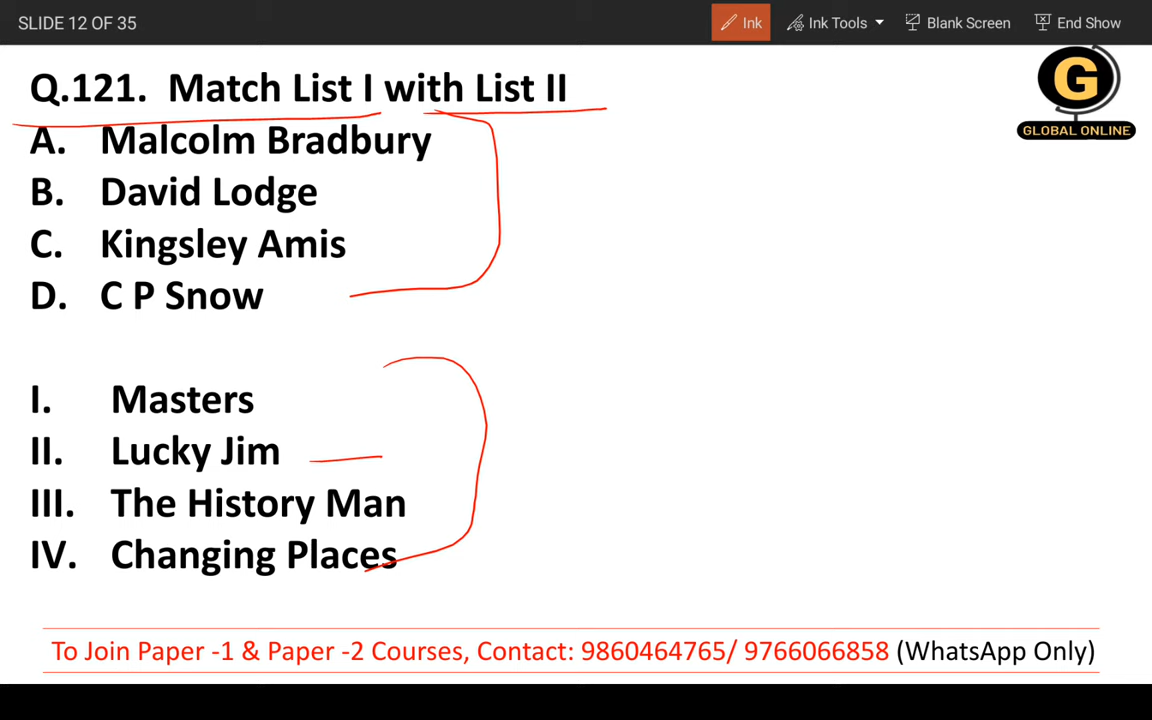 SLIDE 12 OF 35
Ink
Ink Tools
Blank Screen
End Show
Q.121. Match List I with List II
A. Malcolm Bradbury
B. David Lodge
C. Kingsley Amis
D. C P Snow
I. Masters
II. Lucky Jim
III. The History Man
IV. Changing Places
G
GLOBAL ONLINE
To Join Paper -1 & Paper -2 Courses, Contact: 9860464765/ 9766066858 (WhatsApp Only)